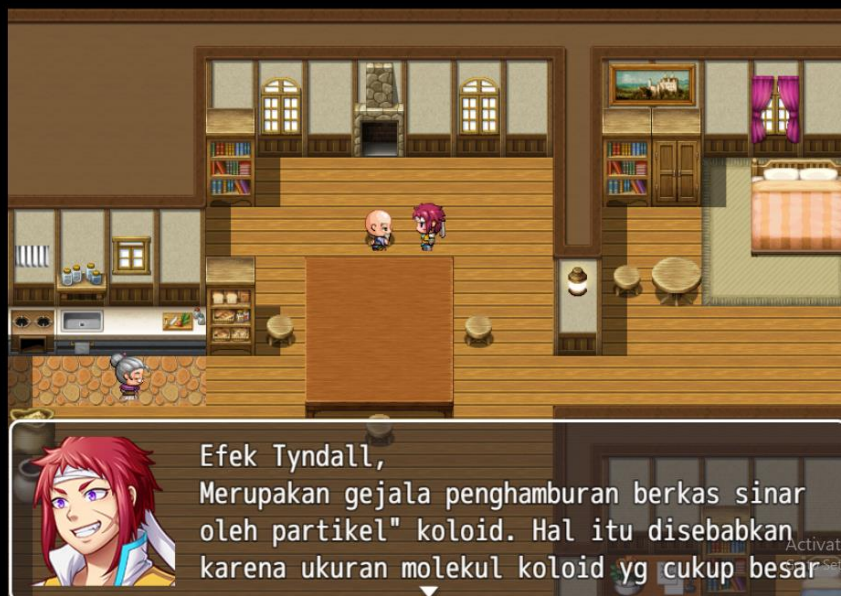 Efek Tyndall,
Merupakan gejala penghamburan berkas sinar
oleh partikel" koloid. Hal itu disebabkan
karena ukuran molekul koloid yg cukup besar
Activat